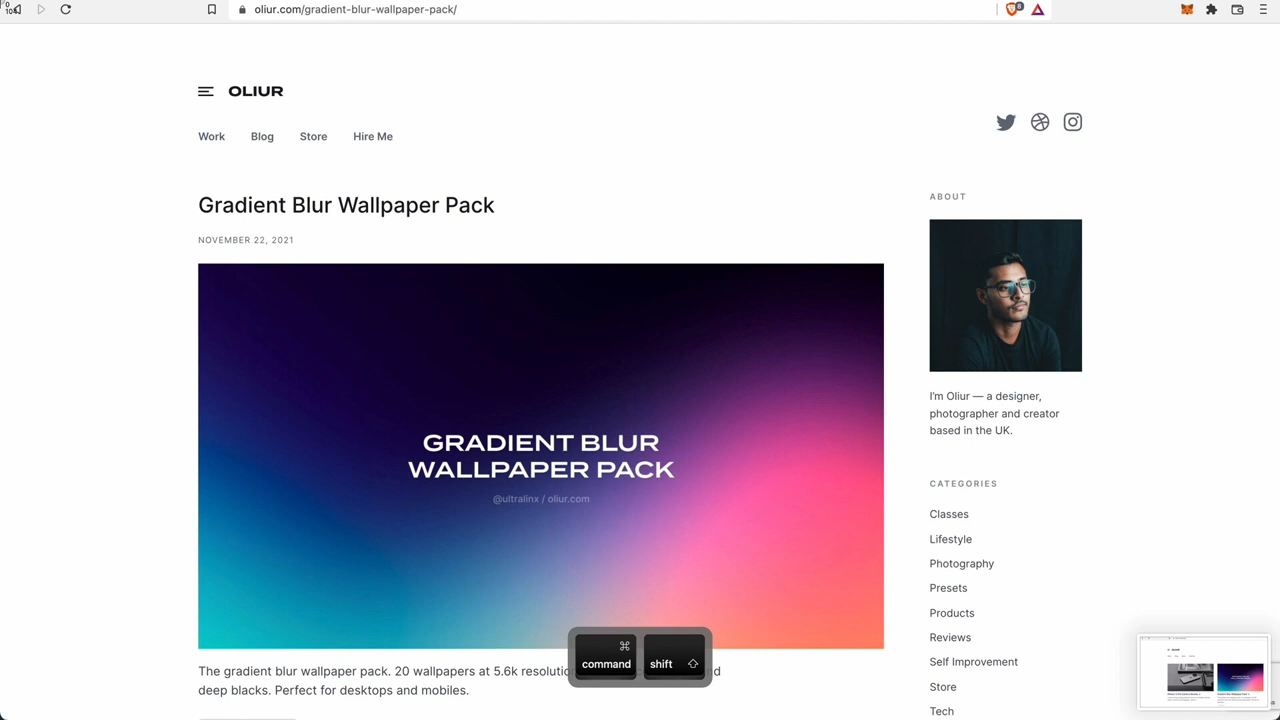 oliur.com/gradient-blur-wallpaper-pack/
OLIUR
Work Blog Store Hire Me
Gradient Blur Wallpaper Pack
NOVEMBER 22, 2021
GRADIENT BLUR
WALLPAPER PACK
@ultralinx / oliur.com
The gradient blur wallpaper pack. 20 wallpapers at 5.6k
deep blacks. Perfect for desktops and mobiles.
command
shift
ABOUT
I'm Oliur — a designer,
photographer and creator
based in the UK.
CATEGORIES
Classes
Lifestyle
Photography
Presets
Products
Reviews
Self Improvement
Store
Tech